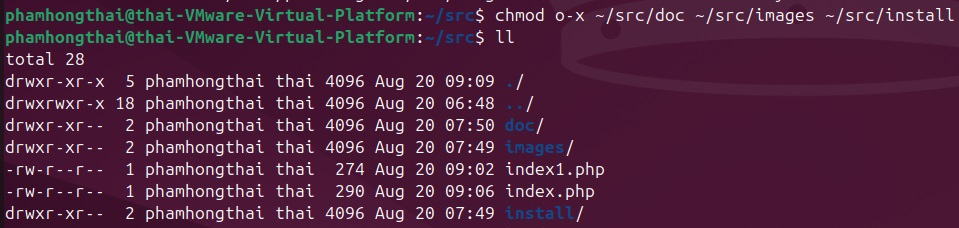 phamhongthai@thai-VMware-Virtual-Platform:~/src$ chmod o-x ~/src/doc ~/src/images ~/src/install
phamhongthai@thai-VMware-Virtual-Platform:~/src$ ll
total 28
drwxr-xr-x  5 phamhongthai thai 4096 Aug 20 09:09 ./
drwxrwxr-x 18 phamhongthai thai 4096 Aug 20 06:48 ../
drwxr-xr--  2 phamhongthai thai 4096 Aug 20 07:50 doc/
drwxr-xr--  2 phamhongthai thai 4096 Aug 20 07:49 images/
-rw-r--r--  1 phamhongthai thai  274 Aug 20 09:02 index1.php
-rw-r--r--  1 phamhongthai thai  290 Aug 20 09:06 index.php
drwxr-xr--  2 phamhongthai thai 4096 Aug 20 07:49 install/